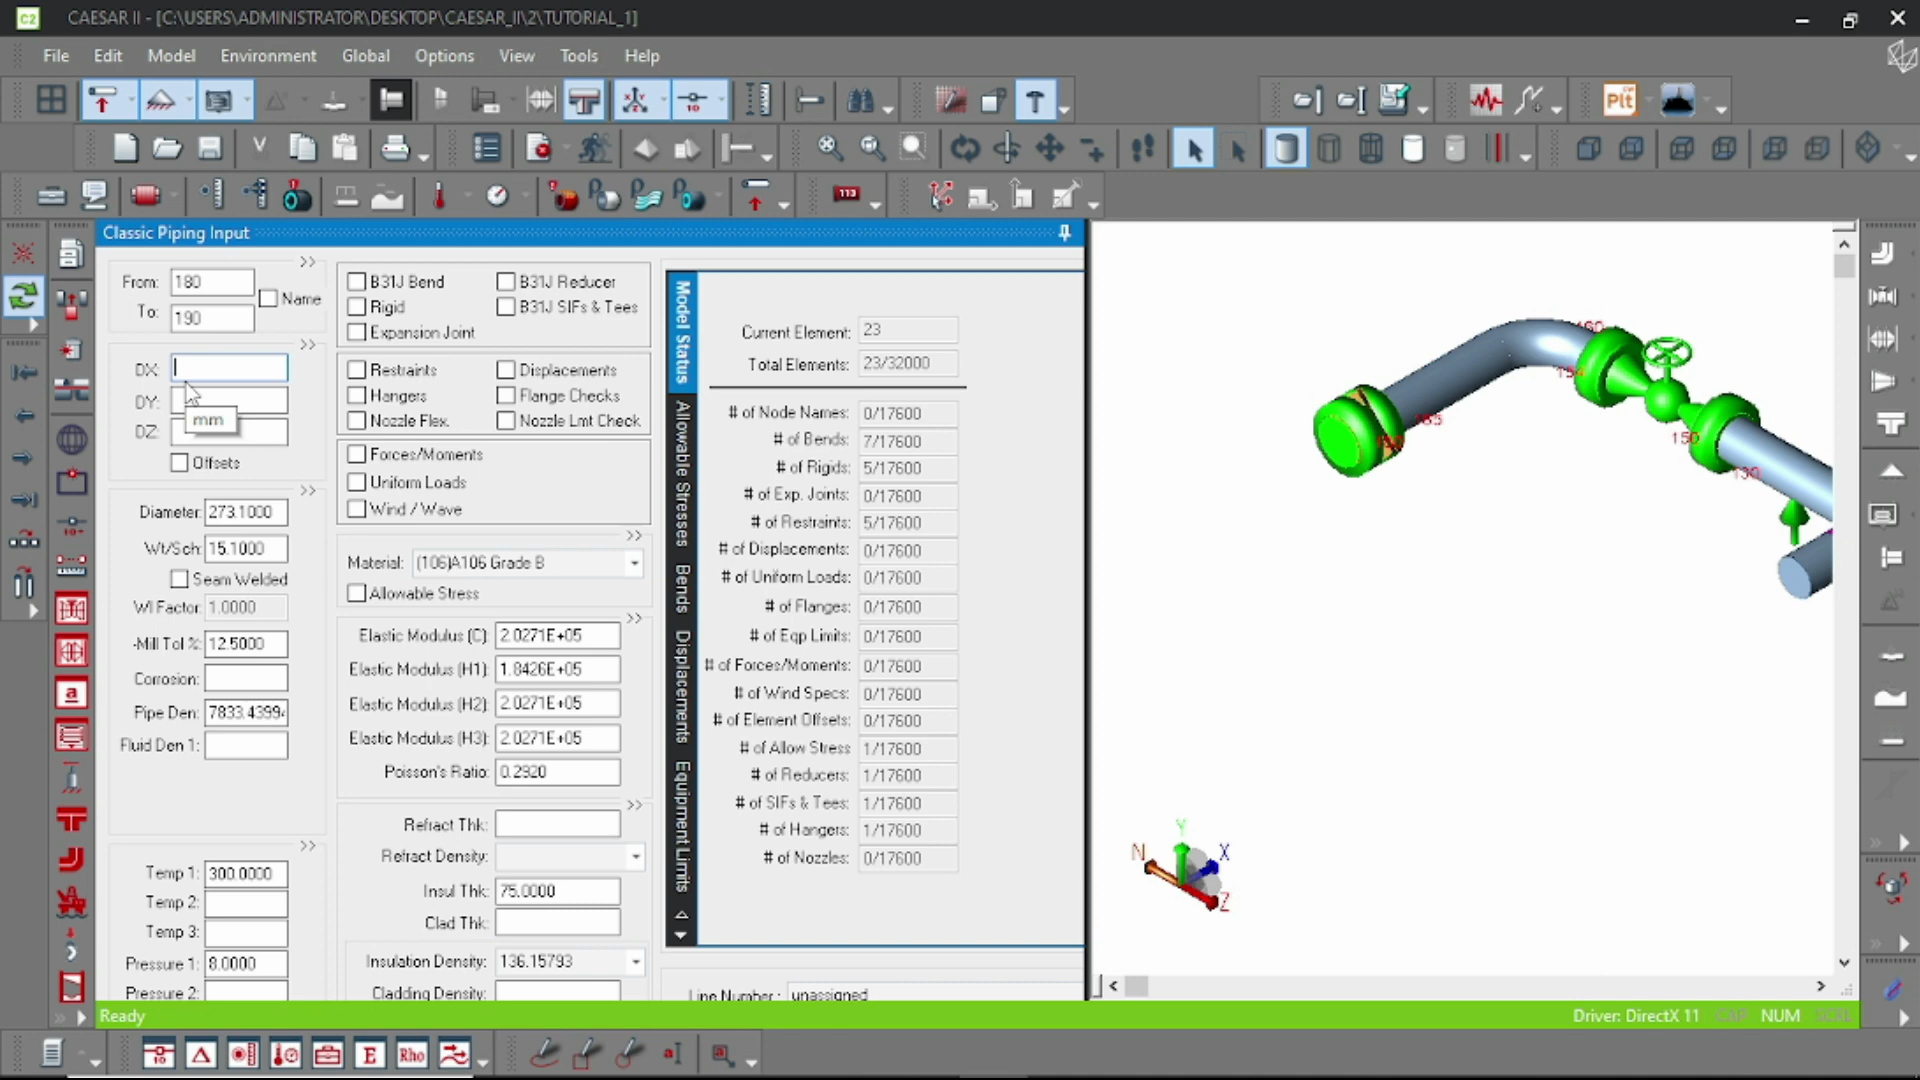 C2 CAESAR II - [C:\USERS\ADMINISTRATOR\DESKTOP\CAESAR_II\2\TUTORIAL_1]
File Edit Model Environment Global Options View Tools Help
Plt
113
Classic Piping Input
From: 180
To: 190
Name
DX:
DY:
mm
DZ:
Offsets
Diameter: 273.1000
Wt/Sch: 15.1000
Seam Welded
WI Factor: 1.0000
-Mill Tol %: 12.5000
Corrosion:
Pipe Den: 7833.4399
Fluid Den 1:
Temp 1: 300.0000
Temp 2:
Temp 3:
Pressure 1: 8.0000
Pressure 2:
B31J Bend B31J Reducer
Rigid B31J SIFs & Tees
Expansion Joint
Restraints Displacements
Hangers Flange Checks
Nozzle Flex. Nozzle Lmt Check
Forces/Moments
Uniform Loads
Wind / Wave
Material: (106)A106 Grade B
Allowable Stress
Elastic Modulus (C): 2.0271E+05
Elastic Modulus (H1): 1.8426E+05
Elastic Modulus (H2): 2.0271E+05
Elastic Modulus (H3): 2.0271E+05
Poisson's Ratio: 0.2920
Refract Thk:
Refract Density:
Insul Thk: 75.0000
Clad Thk:
Insulation Density: 136.15793
Cladding Density:
Model Status
Allowable Stresses
Bends
Displacements
Equipment Limits
Current Element: 23
Total Elements: 23/32000
# of Node Names: 0/17600
# of Bends: 7/17600
# of Rigids: 5/17600
# of Exp. Joints: 0/17600
# of Restraints: 5/17600
# of Displacements: 0/17600
# of Uniform Loads: 0/17600
# of Flanges: 0/17600
# of Eqp Limits: 0/17600
# of Forces/Moments: 0/17600
# of Wind Specs: 0/17600
# of Element Offsets: 0/17600
# of Allow Stress 1/17600
# of Reducers: 1/17600
# of SIFs & Tees: 1/17600
# of Hangers: 1/17600
# of Nozzles: 0/17600
Line Number : unassigned
150
130
Y
N X
Z
Ready
Driver: DirectX 11 CAP NUM SCRL
E Rho
a